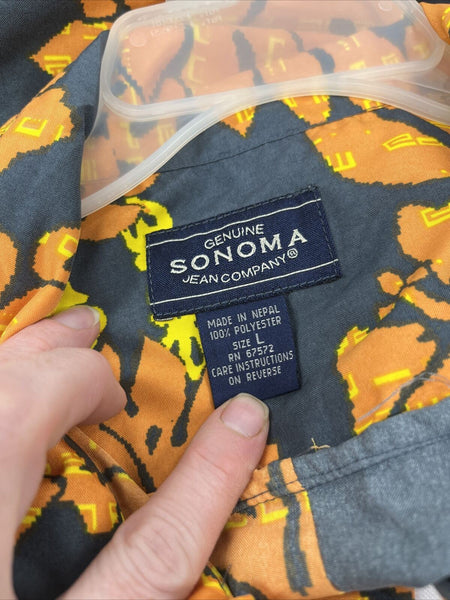 GENUINE
SONOMA
JEAN COMPANY®
MADE IN NEPAL
100% POLYESTER
SIZE L
RN 67572
CARE INSTRUCTIONS
ON REVERSE